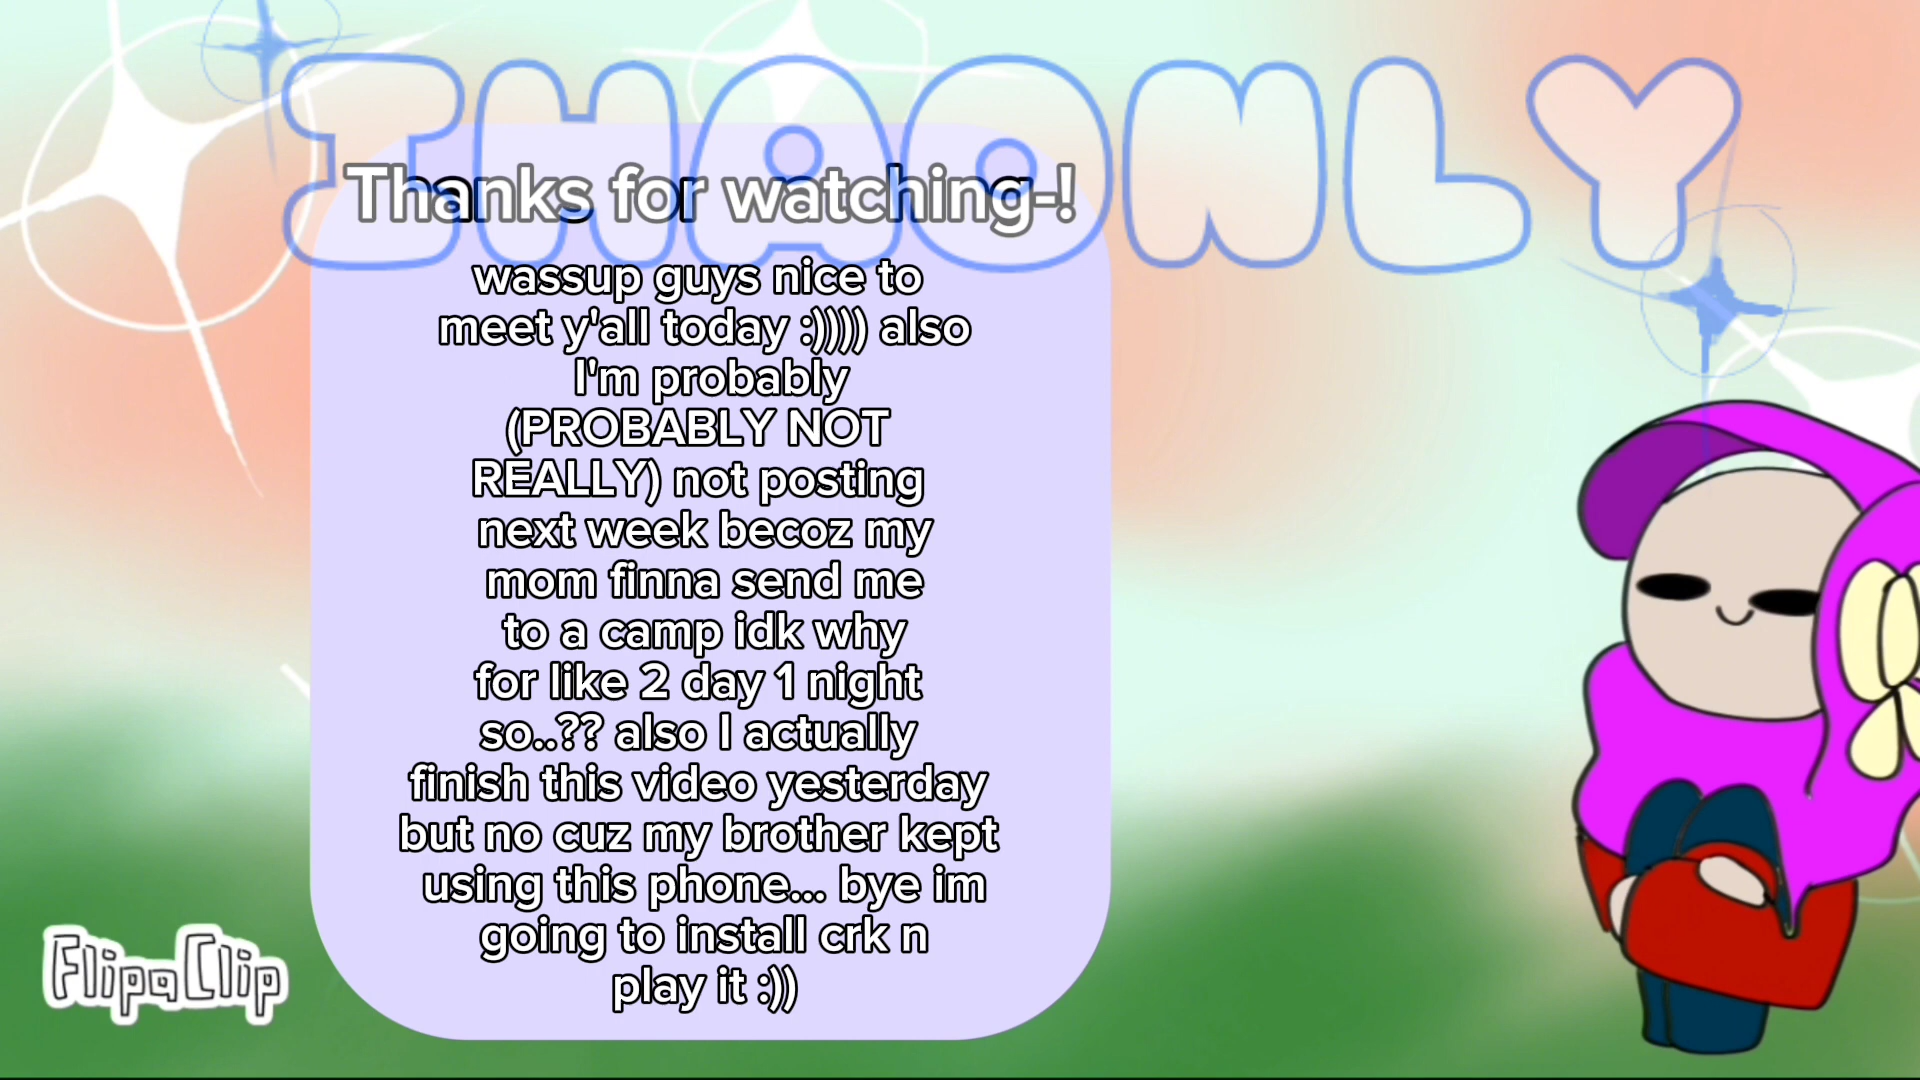 IHAONLY
Thanks for watching-!
wassup guys nice to
meet y'all today :)))) also
I'm probably
(PROBABLY NOT
REALLY) not posting
next week becoz my
mom finna send me
to a camp idk why
for like 2 day 1 night
so..?? also I actually
finish this video yesterday
but no cuz my brother kept
using this phone... bye im
going to install crk n
play it :))
FlipaClip